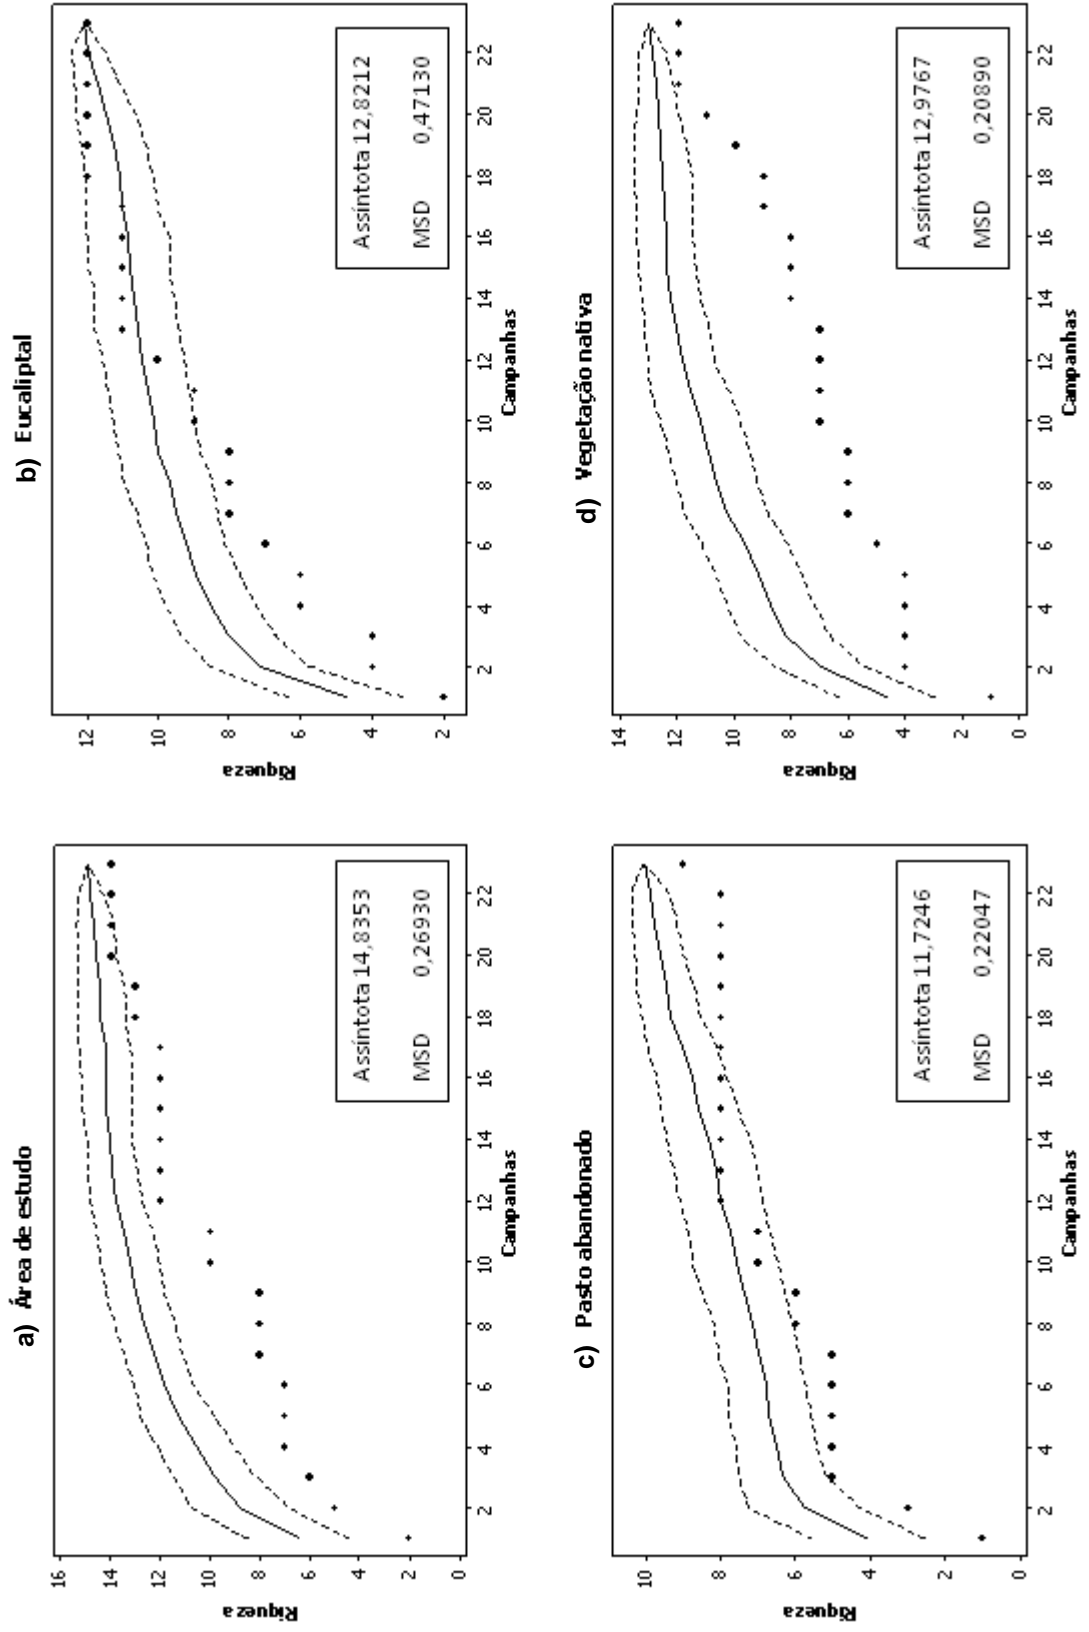 a) Área de estudo
Riqueza
16
14
12
10
8
6
4
2
0
2 4 6 8 10 12 14 16 18 20 22
Campanhas
Assíntota 14,8353
MSD 0,26930
b) Eucaliptal
Riqueza
12
10
8
6
4
2
2 4 6 8 10 12 14 16 18 20 22
Campanhas
Assíntota 12,8212
MSD 0,47130
c) Pasto abandonado
Riqueza
10
8
6
4
2
0
2 4 6 8 10 12 14 16 18 20 22
Campanhas
Assíntota 11,7246
MSD 0,22047
d) Vegetação nativa
Riqueza
14
12
10
8
6
4
2
0
2 4 6 8 10 12 14 16 18 20 22
Campanhas
Assíntota 12,9767
MSD 0,20890